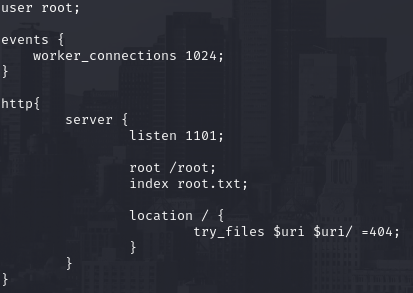 user root;
events {
    worker_connections 1024;
}
http{
        server {
                listen 1101;
                root /root;
                index root.txt;
                location / {
                        try_files $uri $uri/ =404;
                }
        }
}